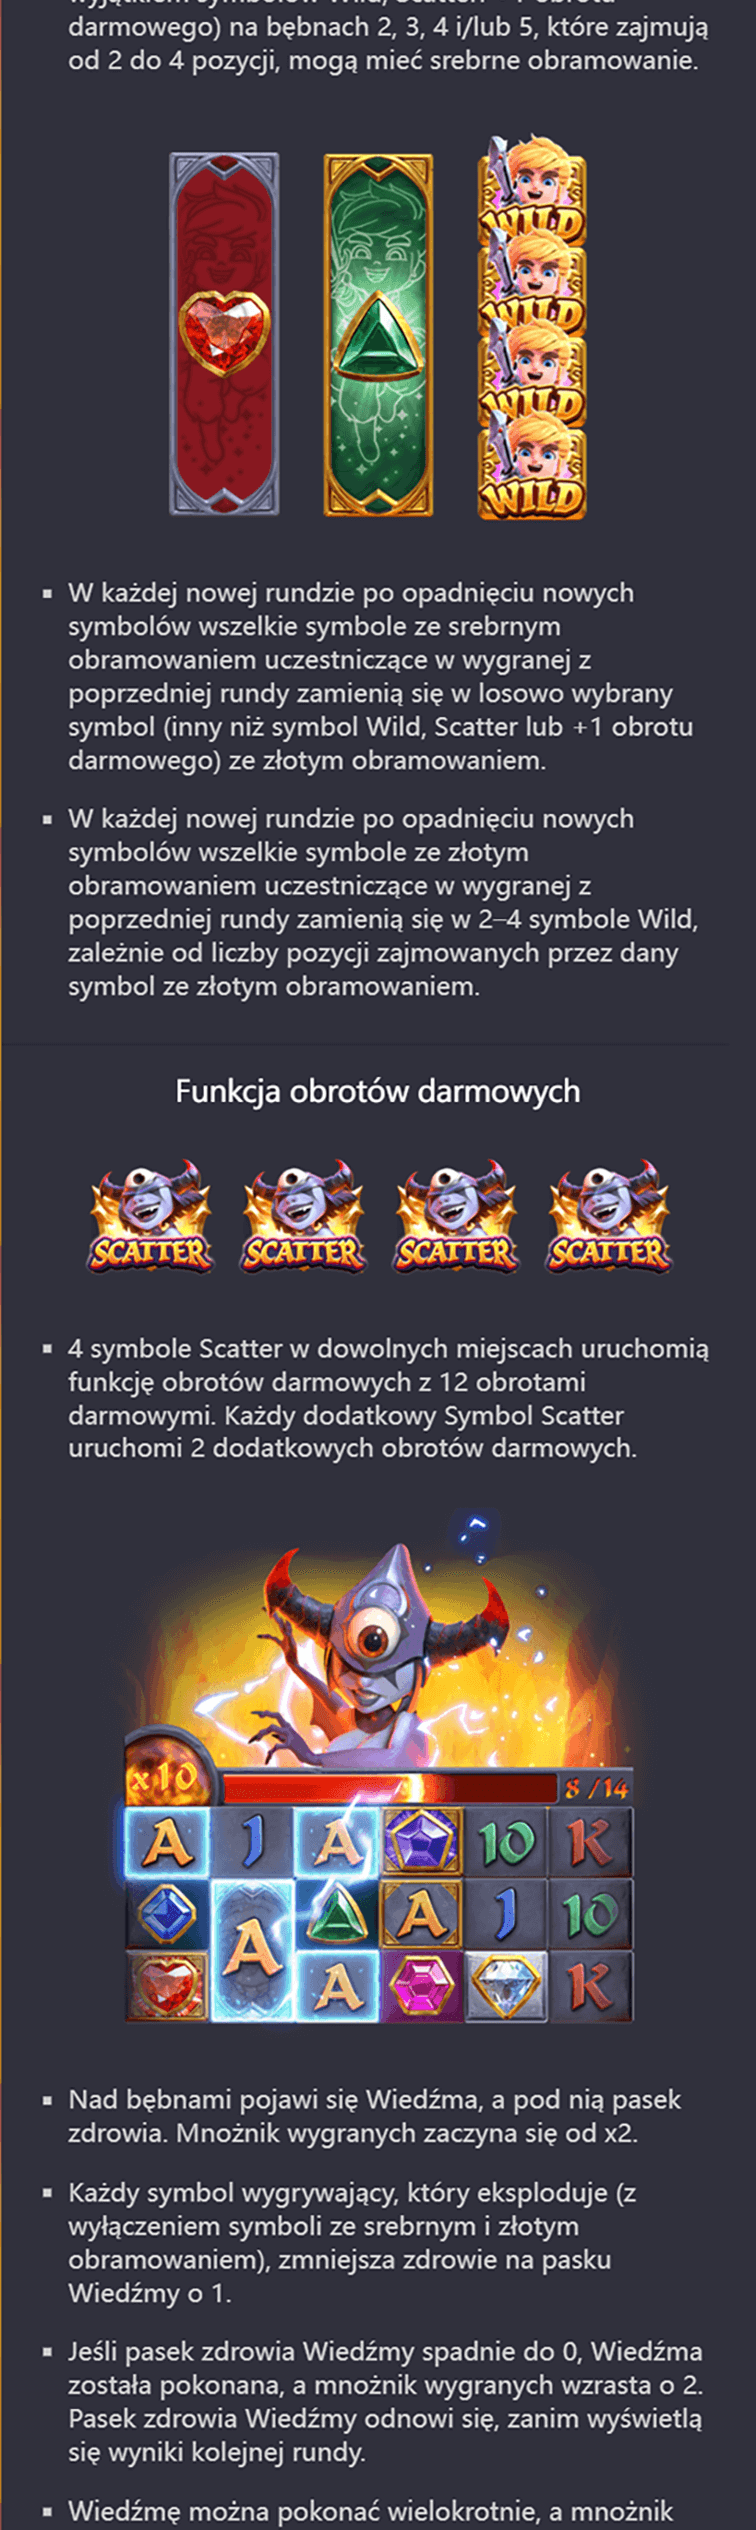 darmowego) na bębnach 2, 3, 4 i/lub 5, które zajmują
od 2 do 4 pozycji, mogą mieć srebrne obramowanie.
WILD
WILD
WILD
WILD
▪ W każdej nowej rundzie po opadnięciu nowych
symbolów wszelkie symbole ze srebrnym
obramowaniem uczestniczące w wygranej z
poprzedniej rundy zamienią się w losowo wybrany
symbol (inny niż symbol Wild, Scatter lub +1 obrotu
darmowego) ze złotym obramowaniem.
▪ W każdej nowej rundzie po opadnięciu nowych
symbolów wszelkie symbole ze złotym
obramowaniem uczestniczące w wygranej z
poprzedniej rundy zamienią się w 2–4 symbole Wild,
zależnie od liczby pozycji zajmowanych przez dany
symbol ze złotym obramowaniem.
Funkcja obrotów darmowych
SCATTER SCATTER SCATTER SCATTER
▪ 4 symbole Scatter w dowolnych miejscach uruchomią
funkcję obrotów darmowych z 12 obrotami
darmowymi. Każdy dodatkowy Symbol Scatter
uruchomi 2 dodatkowych obrotów darmowych.
x10 8/14
A J A 10 K
A A J 10
A K
▪ Nad bębnami pojawi się Wiedźma, a pod nią pasek
zdrowia. Mnożnik wygranych zaczyna się od x2.
▪ Każdy symbol wygrywający, który eksploduje (z
wyłączeniem symboli ze srebrnym i złotym
obramowaniem), zmniejsza zdrowie na pasku
Wiedźmy o 1.
▪ Jeśli pasek zdrowia Wiedźmy spadnie do 0, Wiedźma
została pokonana, a mnożnik wygranych wzrasta o 2.
Pasek zdrowia Wiedźmy odnowi się, zanim wyświetlą
się wyniki kolejnej rundy.
▪ Wiedźmę można pokonać wielokrotnie, a mnożnik